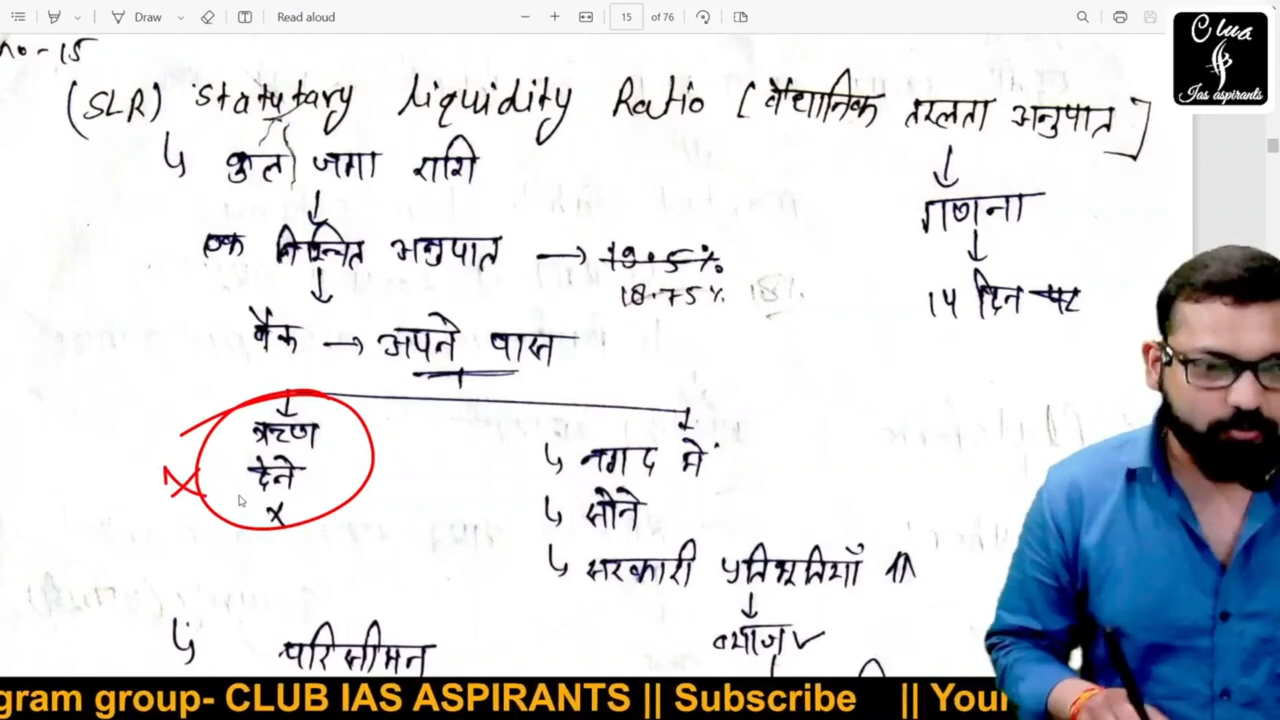 Draw
Read aloud
15 of 76
Club
Ias aspirants
no-15
(SLR) Statutary liquidity Ratio [वैधानिक तरलता अनुपात]
↳ कुल जमा राशि
↓
एक निश्चित अनुपात → 19.5%
18.75% 18%
↓
बैंक → अपने पास
↓
गणना
↓
14 दिन पर
↓
ऋण
देने
x
↳ नगद में
↳ सोने
↳ सरकारी प्रतिभूतियाँ
↓
ब्याज ✓
↳ परिसीमन
gram group- CLUB IAS ASPIRANTS || Subscribe || Your